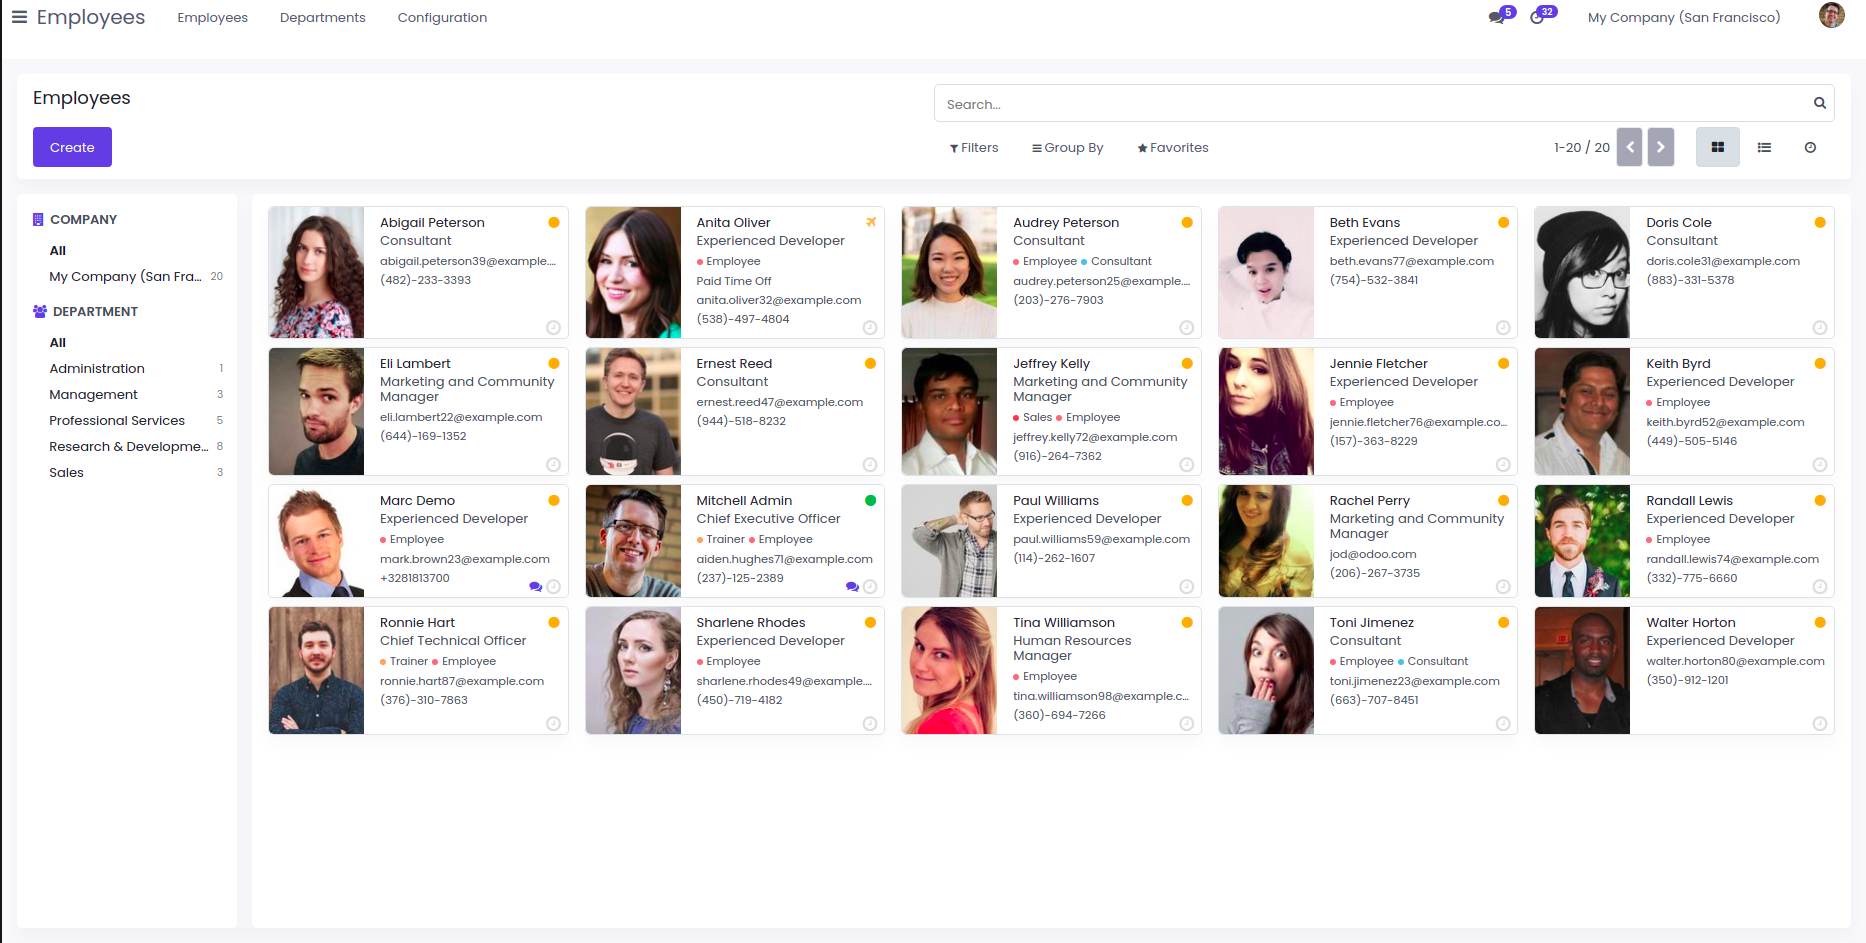 Employees Employees Departments Configuration 5 32 My Company (San Francisco)
Employees
Search...
Create
Filters Group By Favorites 1-20 / 20
COMPANY
All
My Company (San Fra... 20
DEPARTMENT
All
Administration 1
Management 3
Professional Services 5
Research & Developme... 8
Sales 3
Abigail Peterson
Consultant
abigail.peterson39@example....
(482)-233-3393
Anita Oliver
Experienced Developer
Employee
Paid Time Off
anita.oliver32@example.com
(538)-497-4804
Audrey Peterson
Consultant
Employee Consultant
audrey.peterson25@example....
(203)-276-7903
Beth Evans
Experienced Developer
beth.evans77@example.com
(754)-532-3841
Doris Cole
Consultant
doris.cole31@example.com
(883)-331-5378
Eli Lambert
Marketing and Community
Manager
eli.lambert22@example.com
(644)-169-1352
Ernest Reed
Consultant
ernest.reed47@example.com
(944)-518-8232
Jeffrey Kelly
Marketing and Community
Manager
Sales Employee
jeffrey.kelly72@example.com
(916)-264-7362
Jennie Fletcher
Experienced Developer
Employee
jennie.fletcher76@example.co...
(157)-363-8229
Keith Byrd
Experienced Developer
Employee
keith.byrd52@example.com
(449)-505-5146
Marc Demo
Experienced Developer
Employee
mark.brown23@example.com
+3281813700
Mitchell Admin
Chief Executive Officer
Trainer Employee
aiden.hughes71@example.com
(237)-125-2389
Paul Williams
Experienced Developer
paul.williams59@example.com
(114)-262-1607
Rachel Perry
Marketing and Community
Manager
jod@odoo.com
(206)-267-3735
Randall Lewis
Experienced Developer
Employee
randall.lewis74@example.com
(332)-775-6660
Ronnie Hart
Chief Technical Officer
Trainer Employee
ronnie.hart87@example.com
(376)-310-7863
Sharlene Rhodes
Experienced Developer
Employee
sharlene.rhodes49@example....
(450)-719-4182
Tina Williamson
Human Resources
Manager
Employee
tina.williamson98@example.c...
(360)-694-7266
Toni Jimenez
Consultant
Employee Consultant
toni.jimenez23@example.com
(663)-707-8451
Walter Horton
Experienced Developer
walter.horton80@example.com
(350)-912-1201